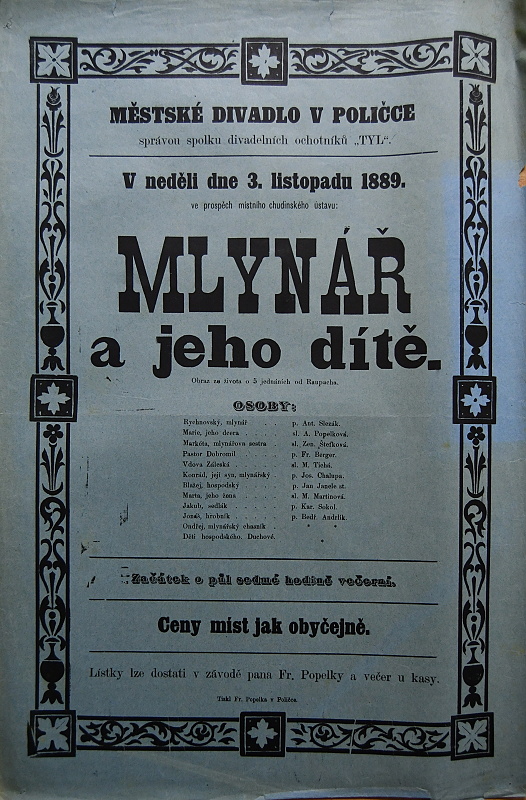 MĚSTSKÉ DIVADLO V POLIČCE
správou spolku divadelních ochotníků „TYL“.
V neděli dne 3. listopadu 1889.
ve prospěch místního chudinského ústavu:
MLYNÁŘ
a jeho dítě.
Obraz ze života o 5 jednáních od Raupacha.
OSOBY:
Rychnovský, mlynář . . p. Ant. Slezák.
Marie, jeho dcera . . . . sl. A. Popelková.
Markéta, mlynářova sestra . sl. Zen. Štefková.
Pastor Dobromil . . . . p. Fr. Berger.
Vdova Záleská . . . . sl. M. Tichá.
Konrád, její syn, mlynářský . p. Jos. Chalupa.
Blažej, hospodský . . . . p. Jan Janele st.
Marta, jeho žena . . . . sl. M. Martinová.
Jakub, sedlák . . . . . p. Kar. Sokol.
Jonáš, hrobník . . . . . p. Bedř. Andrlík.
Ondřej, mlynářský chasník . * *
Děti hospodského. Duchové. *
Začátek o půl sedmé hodině večerní.
Ceny míst jak obyčejně.
Lístky lze dostati v závodě pana Fr. Popelky a večer u kasy.
Tiskl Fr. Popelka v Poličce.